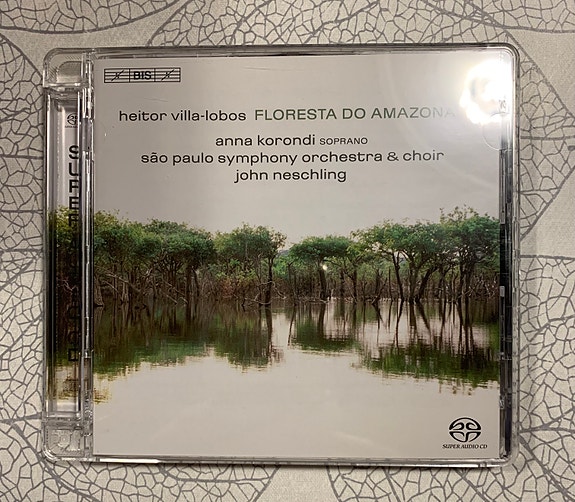 BIS
heitor villa-lobos FLORESTA DO AMAZONA
anna korondi SOPRANO
são paulo symphony orchestra & choir
john neschling
SUPER AUDIO CD